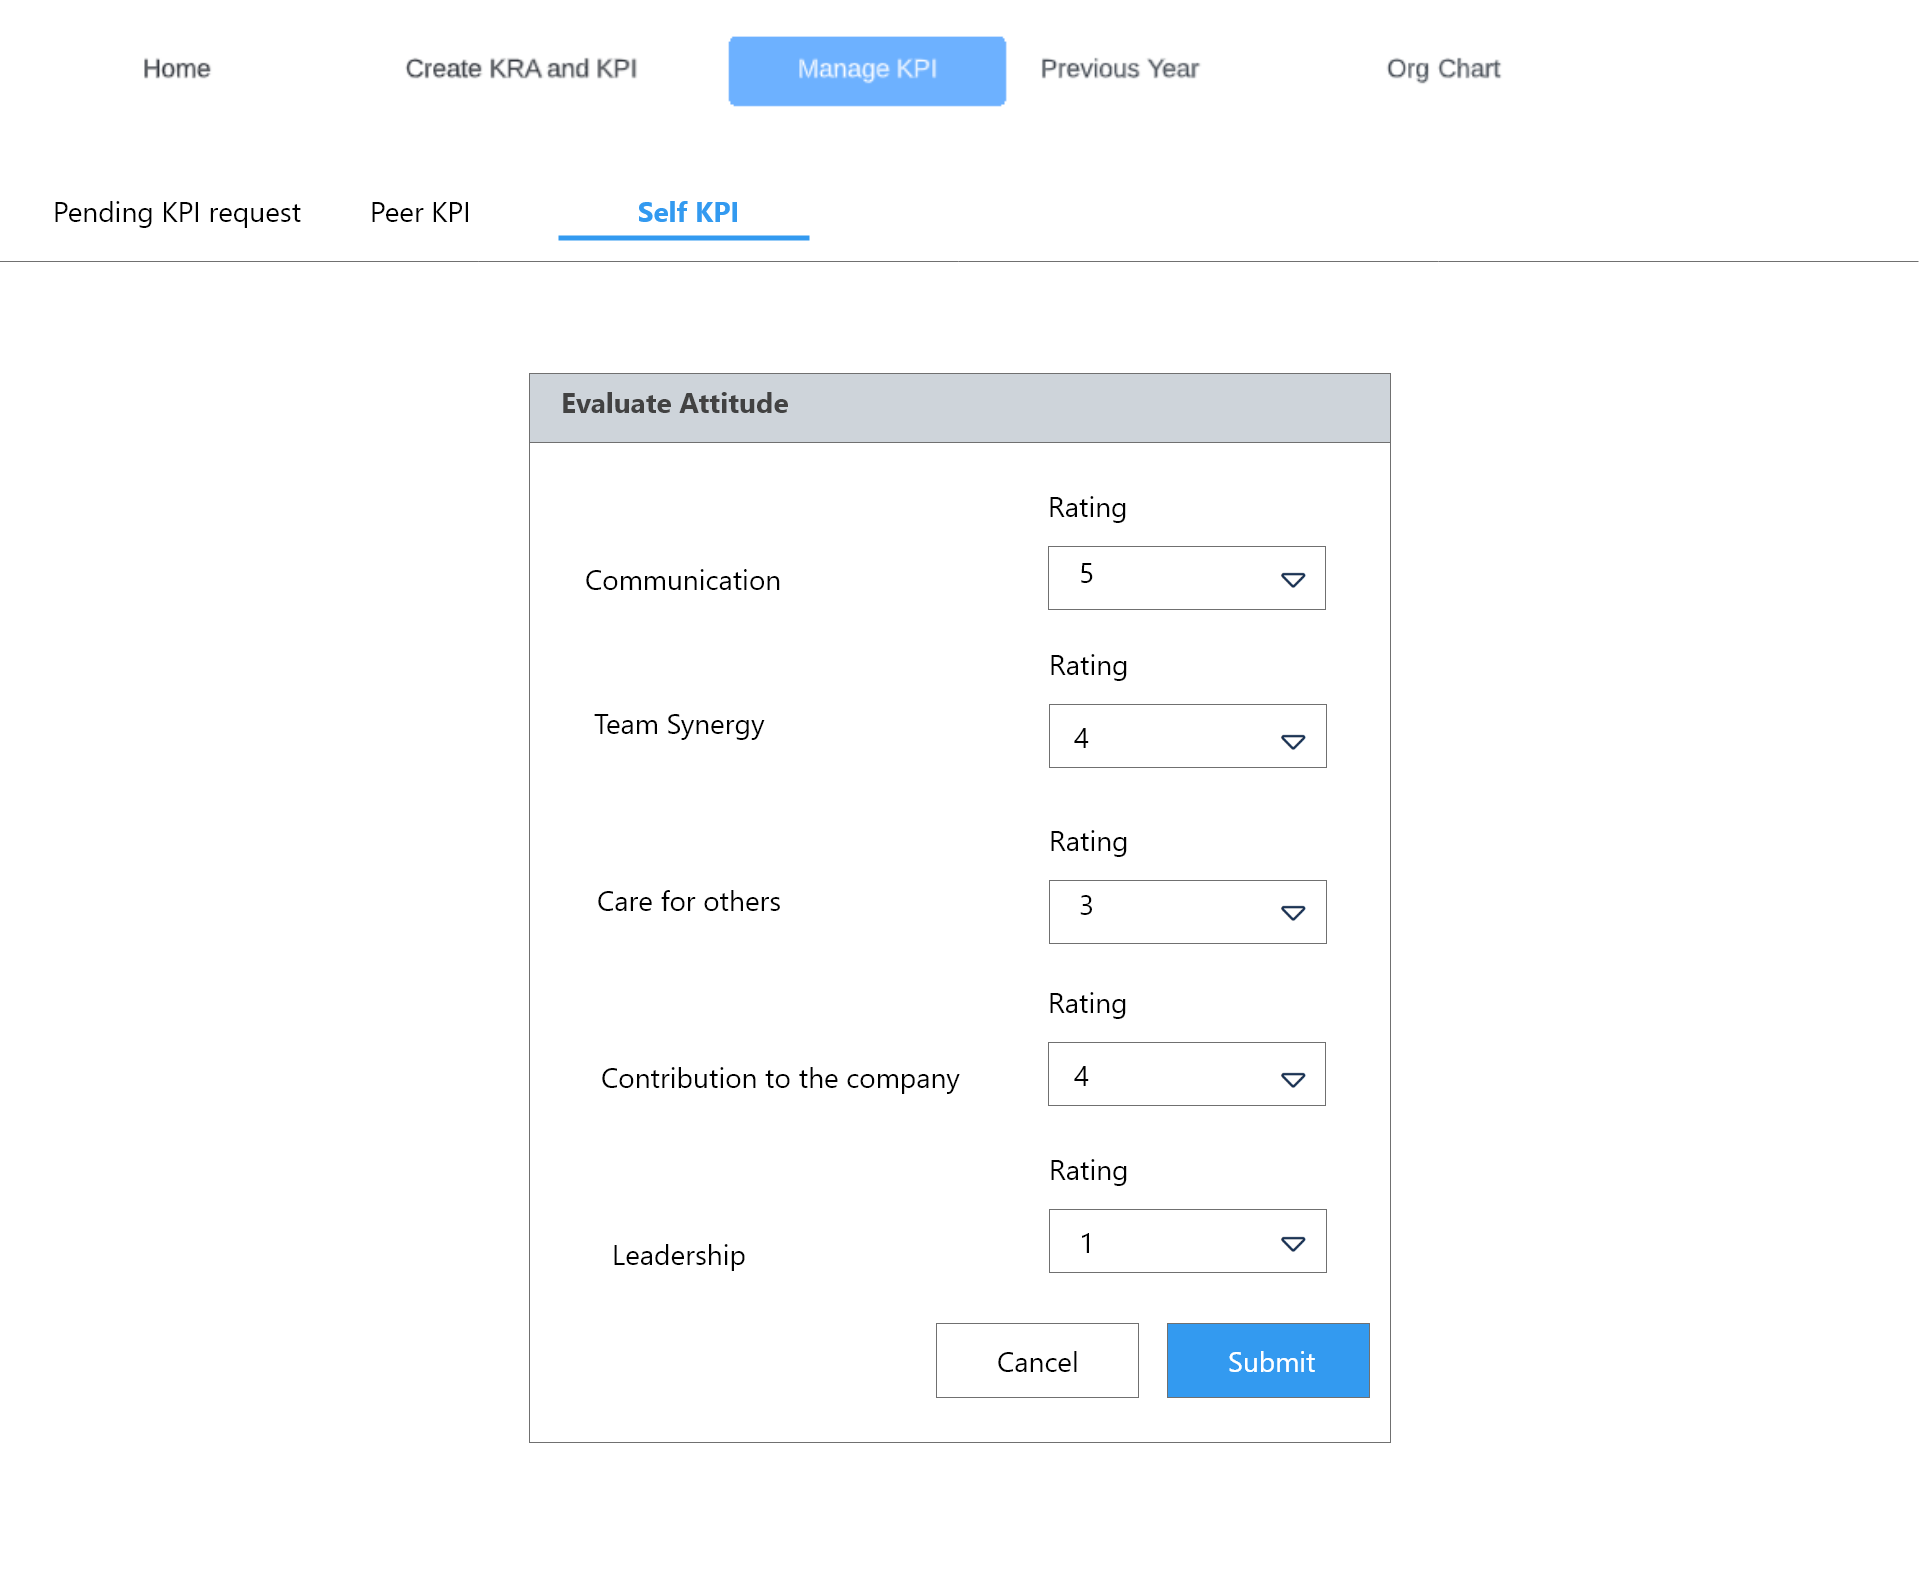 Home Create KRA and KPI Manage KPI Previous Year Org Chart
Pending KPI request Peer KPI Self KPI
Evaluate Attitude
Rating
Communication 5
Rating
Team Synergy 4
Rating
Care for others 3
Rating
Contribution to the company 4
Rating
Leadership 1
Cancel Submit